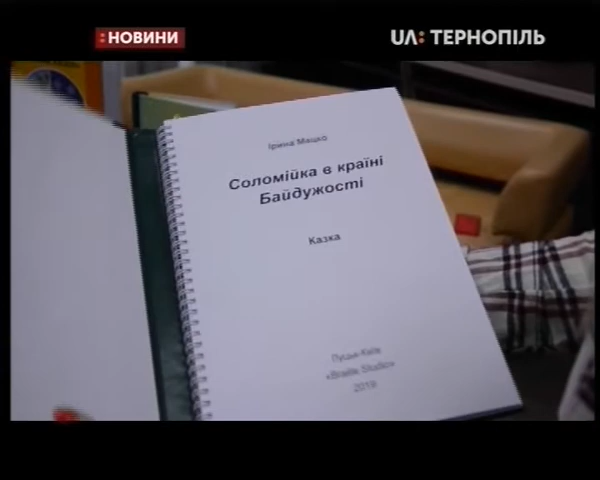 :НОВИНИ
UA: ТЕРНОПІЛЬ
Ірина Мацко
Соломійка в країні
Байдужості
Казка
Луцьк-Київ
«Braille Studio»
2019